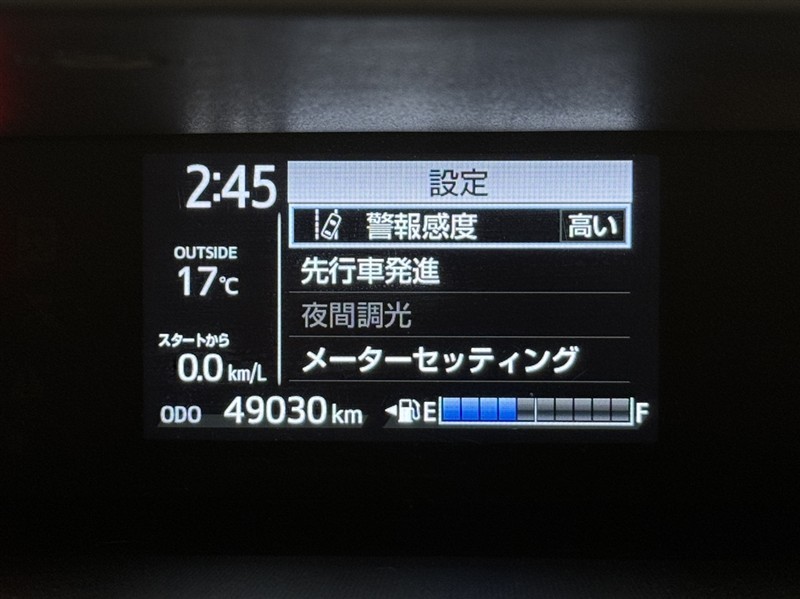 2:45
設定
警報感度 高い
OUTSIDE
17℃
先行車発進
夜間調光
スタートから
0.0 km/L
メーターセッティング
ODO 49030 km
E F